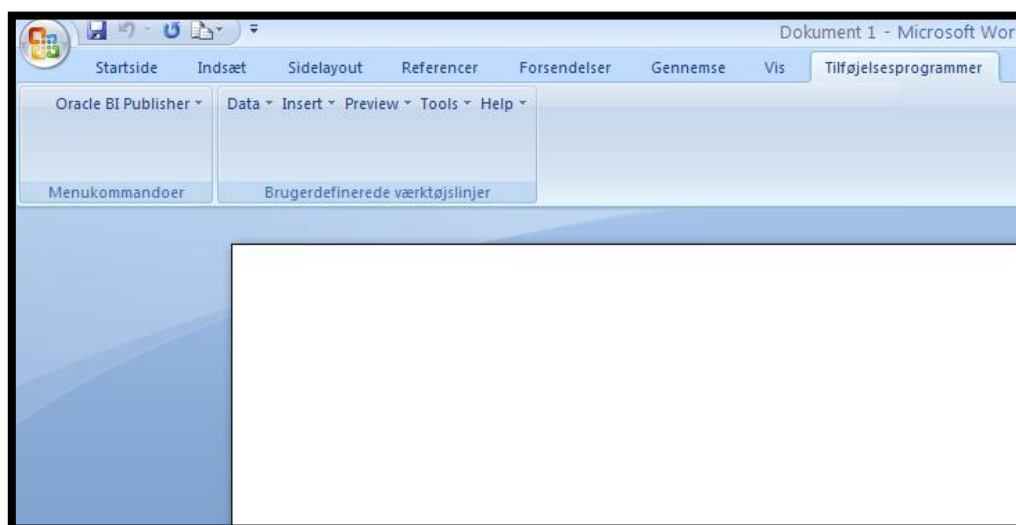 Dokument 1 - Microsoft Wor
Startside Indsæt Sidelayout Referencer Forsendelser Gennemse Vis Tilføjelsesprogrammer
Oracle BI Publisher Data Insert Preview Tools Help
Menukommandoer Brugerdefinerede værktøjslinjer